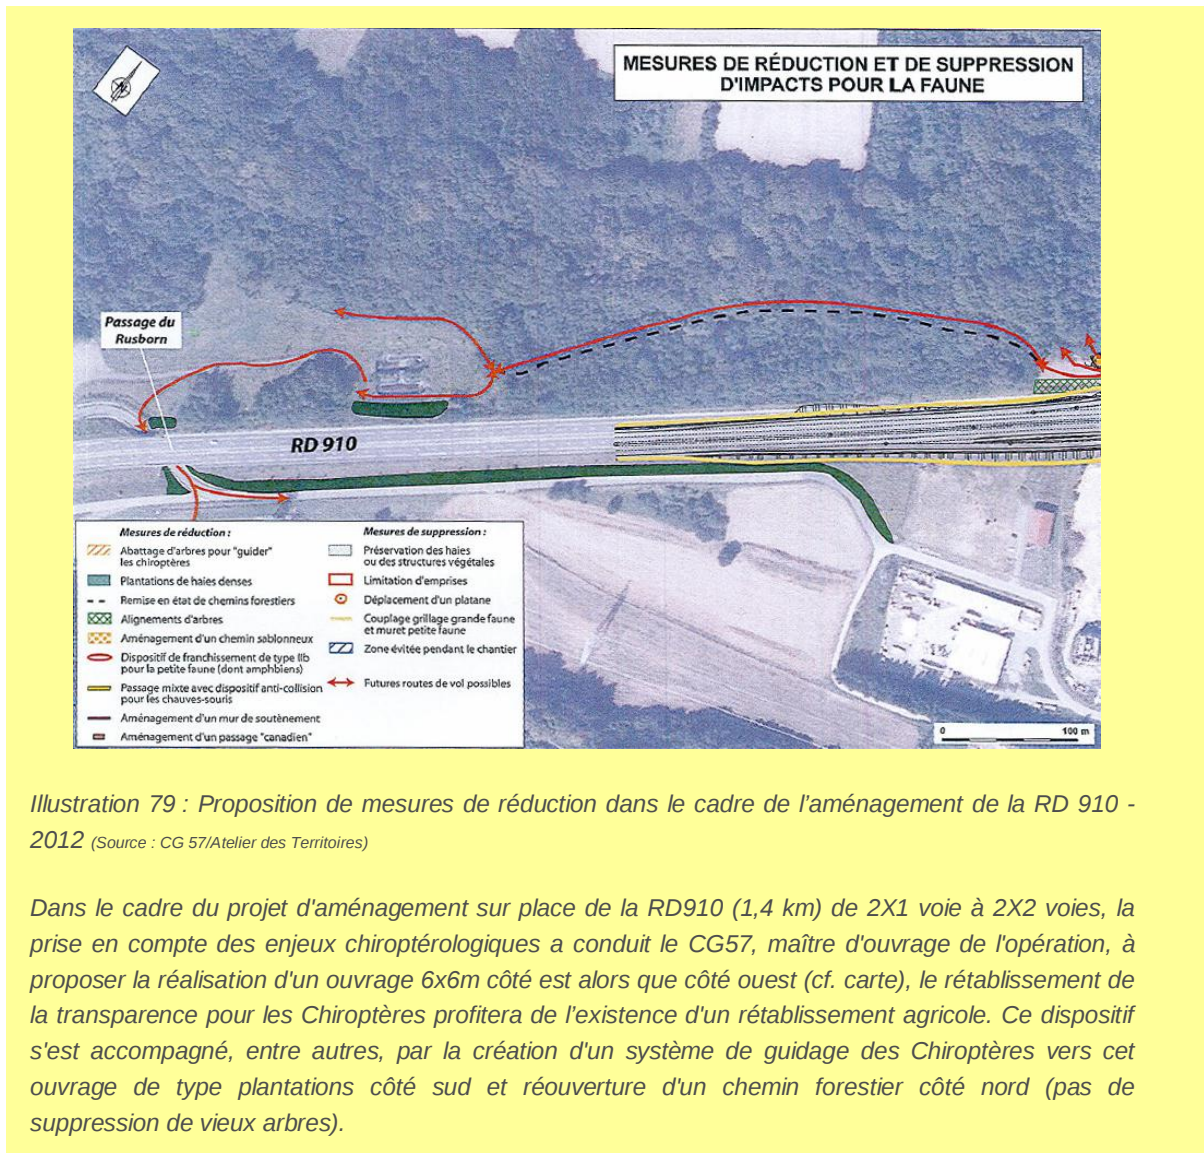 MESURES DE RÉDUCTION ET DE SUPPRESSION
D'IMPACTS POUR LA FAUNE
Passage du
Rusborn
RD 910
Mesures de réduction :
Abattage d'arbres pour "guider"
les chiroptères
Plantations de haies denses
Remise en état de chemins forestiers
Alignements d'arbres
Aménagement d'un chemin sablonneux
Dispositif de franchissement de type IIb
pour la petite faune (dont amphbiens)
Passage mixte avec dispositif anti-collision
pour les chauves-souris
Aménagement d'un mur de soutènement
Aménagement d'un passage "canadien"
Mesures de suppression :
Préservation des haies
ou des structures végétales
Limitation d'emprises
Déplacement d'un platane
Couplage grillage grande faune
et muret petite faune
Zone évitée pendant le chantier
Futures routes de vol possibles
0 100 m
Illustration 79 : Proposition de mesures de réduction dans le cadre de l’aménagement de la RD 910 -
2012 (Source : CG 57/Atelier des Territoires)
Dans le cadre du projet d'aménagement sur place de la RD910 (1,4 km) de 2X1 voie à 2X2 voies, la
prise en compte des enjeux chiroptérologiques a conduit le CG57, maître d'ouvrage de l'opération, à
proposer la réalisation d'un ouvrage 6x6m côté est alors que côté ouest (cf. carte), le rétablissement de
la transparence pour les Chiroptères profitera de l’existence d'un rétablissement agricole. Ce dispositif
s'est accompagné, entre autres, par la création d'un système de guidage des Chiroptères vers cet
ouvrage de type plantations côté sud et réouverture d'un chemin forestier côté nord (pas de
suppression de vieux arbres).